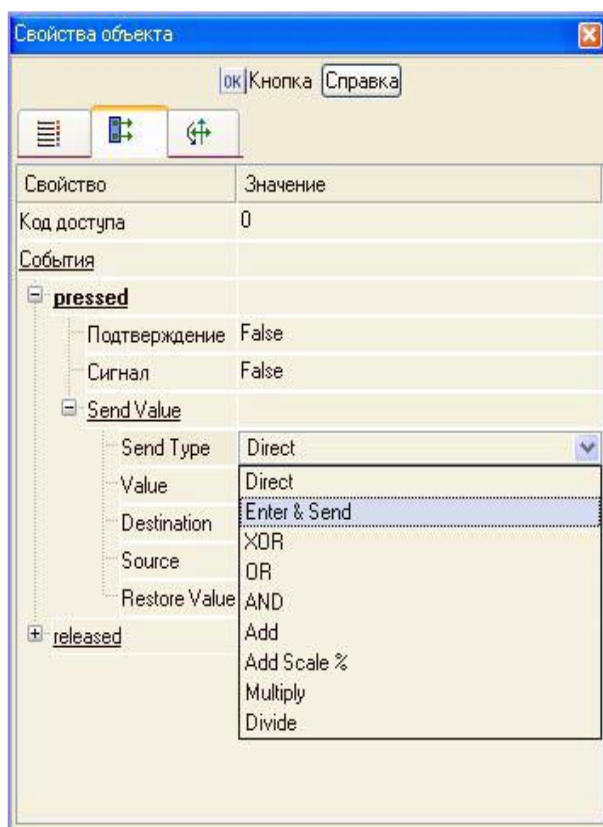 Свойства объекта
ок Кнопка Справка
Свойство Значение
Код доступа 0
События
pressed
Подтверждение False
Сигнал False
Send Value
Send Type Direct
Value Direct
Enter & Send
Destination
XOR
Source
OR
Restore Value AND
released Add
Add Scale %
Multiply
Divide